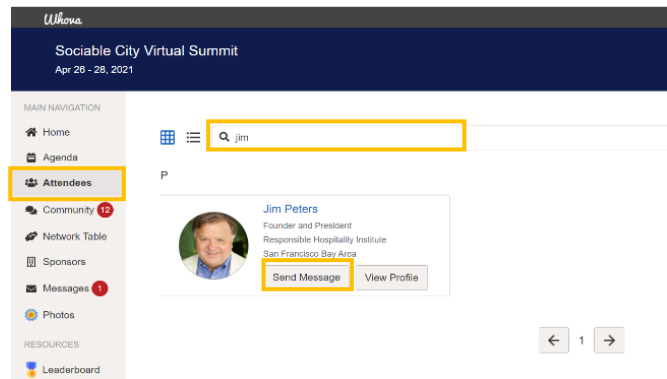 Whova
Sociable City Virtual Summit
Apr 26 - 28, 2021
MAIN NAVIGATION
Home
Agenda
Attendees
Community 12
Network Table
Sponsors
Messages 1
Photos
RESOURCES
Leaderboard
jim
P
Jim Peters
Founder and President
Responsible Hospitality Institute
San Francisco Bay Area
Send Message View Profile
1